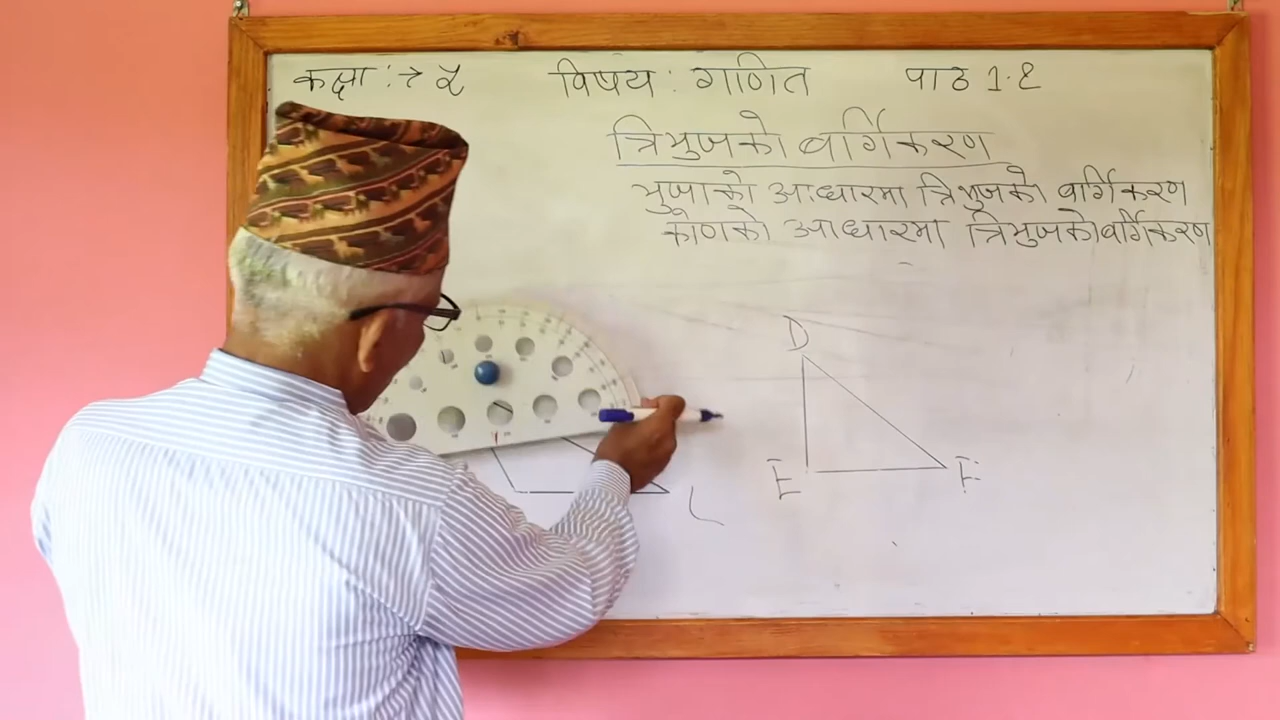 कक्षा :→ ५ विषय : गणित पाठ 1.2
त्रिभुजको वर्गिकरण
भुजाको आधारमा त्रिभुजको वर्गिकरण
कोणको आधारमा त्रिभुजको वर्गिकरण
D
E F